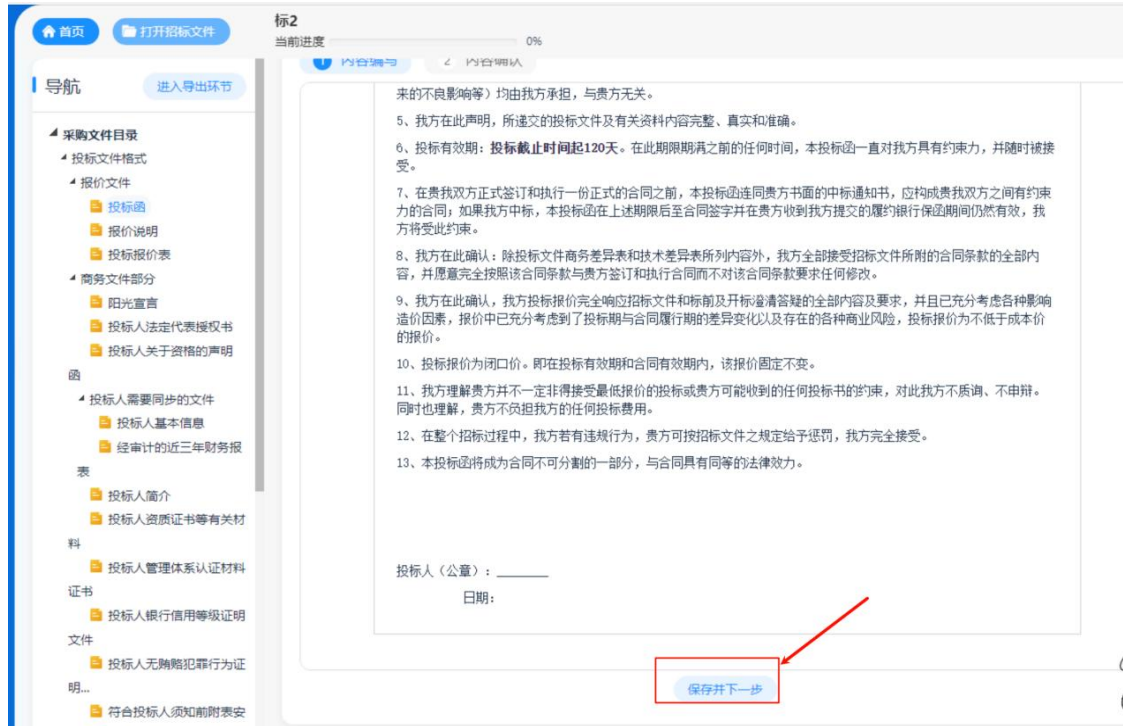 首页
打开招标文件
标2
当前进度
0%
导航
进入导出环节
采购文件目录
投标文件格式
报价文件
投标函
报价说明
投标报价表
商务文件部分
阳光宣言
投标人法定代表授权书
投标人关于资格的声明
函
投标人需要同步的文件
投标人基本信息
经审计的近三年财务报
表
投标人简介
投标人资质证书等有关材
料
投标人管理体系认证材料
证书
投标人银行信用等级证明
文件
投标人无贿赂犯罪行为证
明...
符合投标人须知前附表安
1 内容编写
2 内容确认
来的不良影响等）均由我方承担，与贵方无关。
5、我方在此声明，所递交的投标文件及有关资料内容完整、真实和准确。
6、投标有效期：投标截止时间起120天。在此期限期满之前的任何时间，本投标函一直对我方具有约束力，并随时被接
受。
7、在贵我双方正式签订和执行一份正式的合同之前，本投标函连同贵方书面的中标通知书，应构成贵我双方之间有约束
力的合同；如果我方中标，本投标函在上述期限后至合同签字并在贵方收到我方提交的履约银行保函期间仍然有效，我
方将受此约束。
8、我方在此确认：除投标文件商务差异表和技术差异表所列内容外，我方全部接受招标文件所附的合同条款的全部内
容，并愿意完全按照该合同条款与贵方签订和执行合同而不对该合同条款要求任何修改。
9、我方在此确认，我方投标报价完全响应招标文件和标前及开标澄清答疑的全部内容及要求，并且已充分考虑各种影响
造价因素，报价中已充分考虑到了投标期与合同履行期的差异变化以及存在的各种商业风险，投标报价为不低于成本价
的报价。
10、投标报价为闭口价。即在投标有效期和合同有效期内，该报价固定不变。
11、我方理解贵方并不一定非得接受最低报价的投标或贵方可能收到的任何投标书的约束，对此我方不质询、不申辩。
同时也理解，贵方不负担我方的任何投标费用。
12、在整个招标过程中，我方若有违规行为，贵方可按招标文件之规定给予惩罚，我方完全接受。
13、本投标函将成为合同不可分割的一部分，与合同具有同等的法律效力。
投标人（公章）：________
日期：
保存并下一步